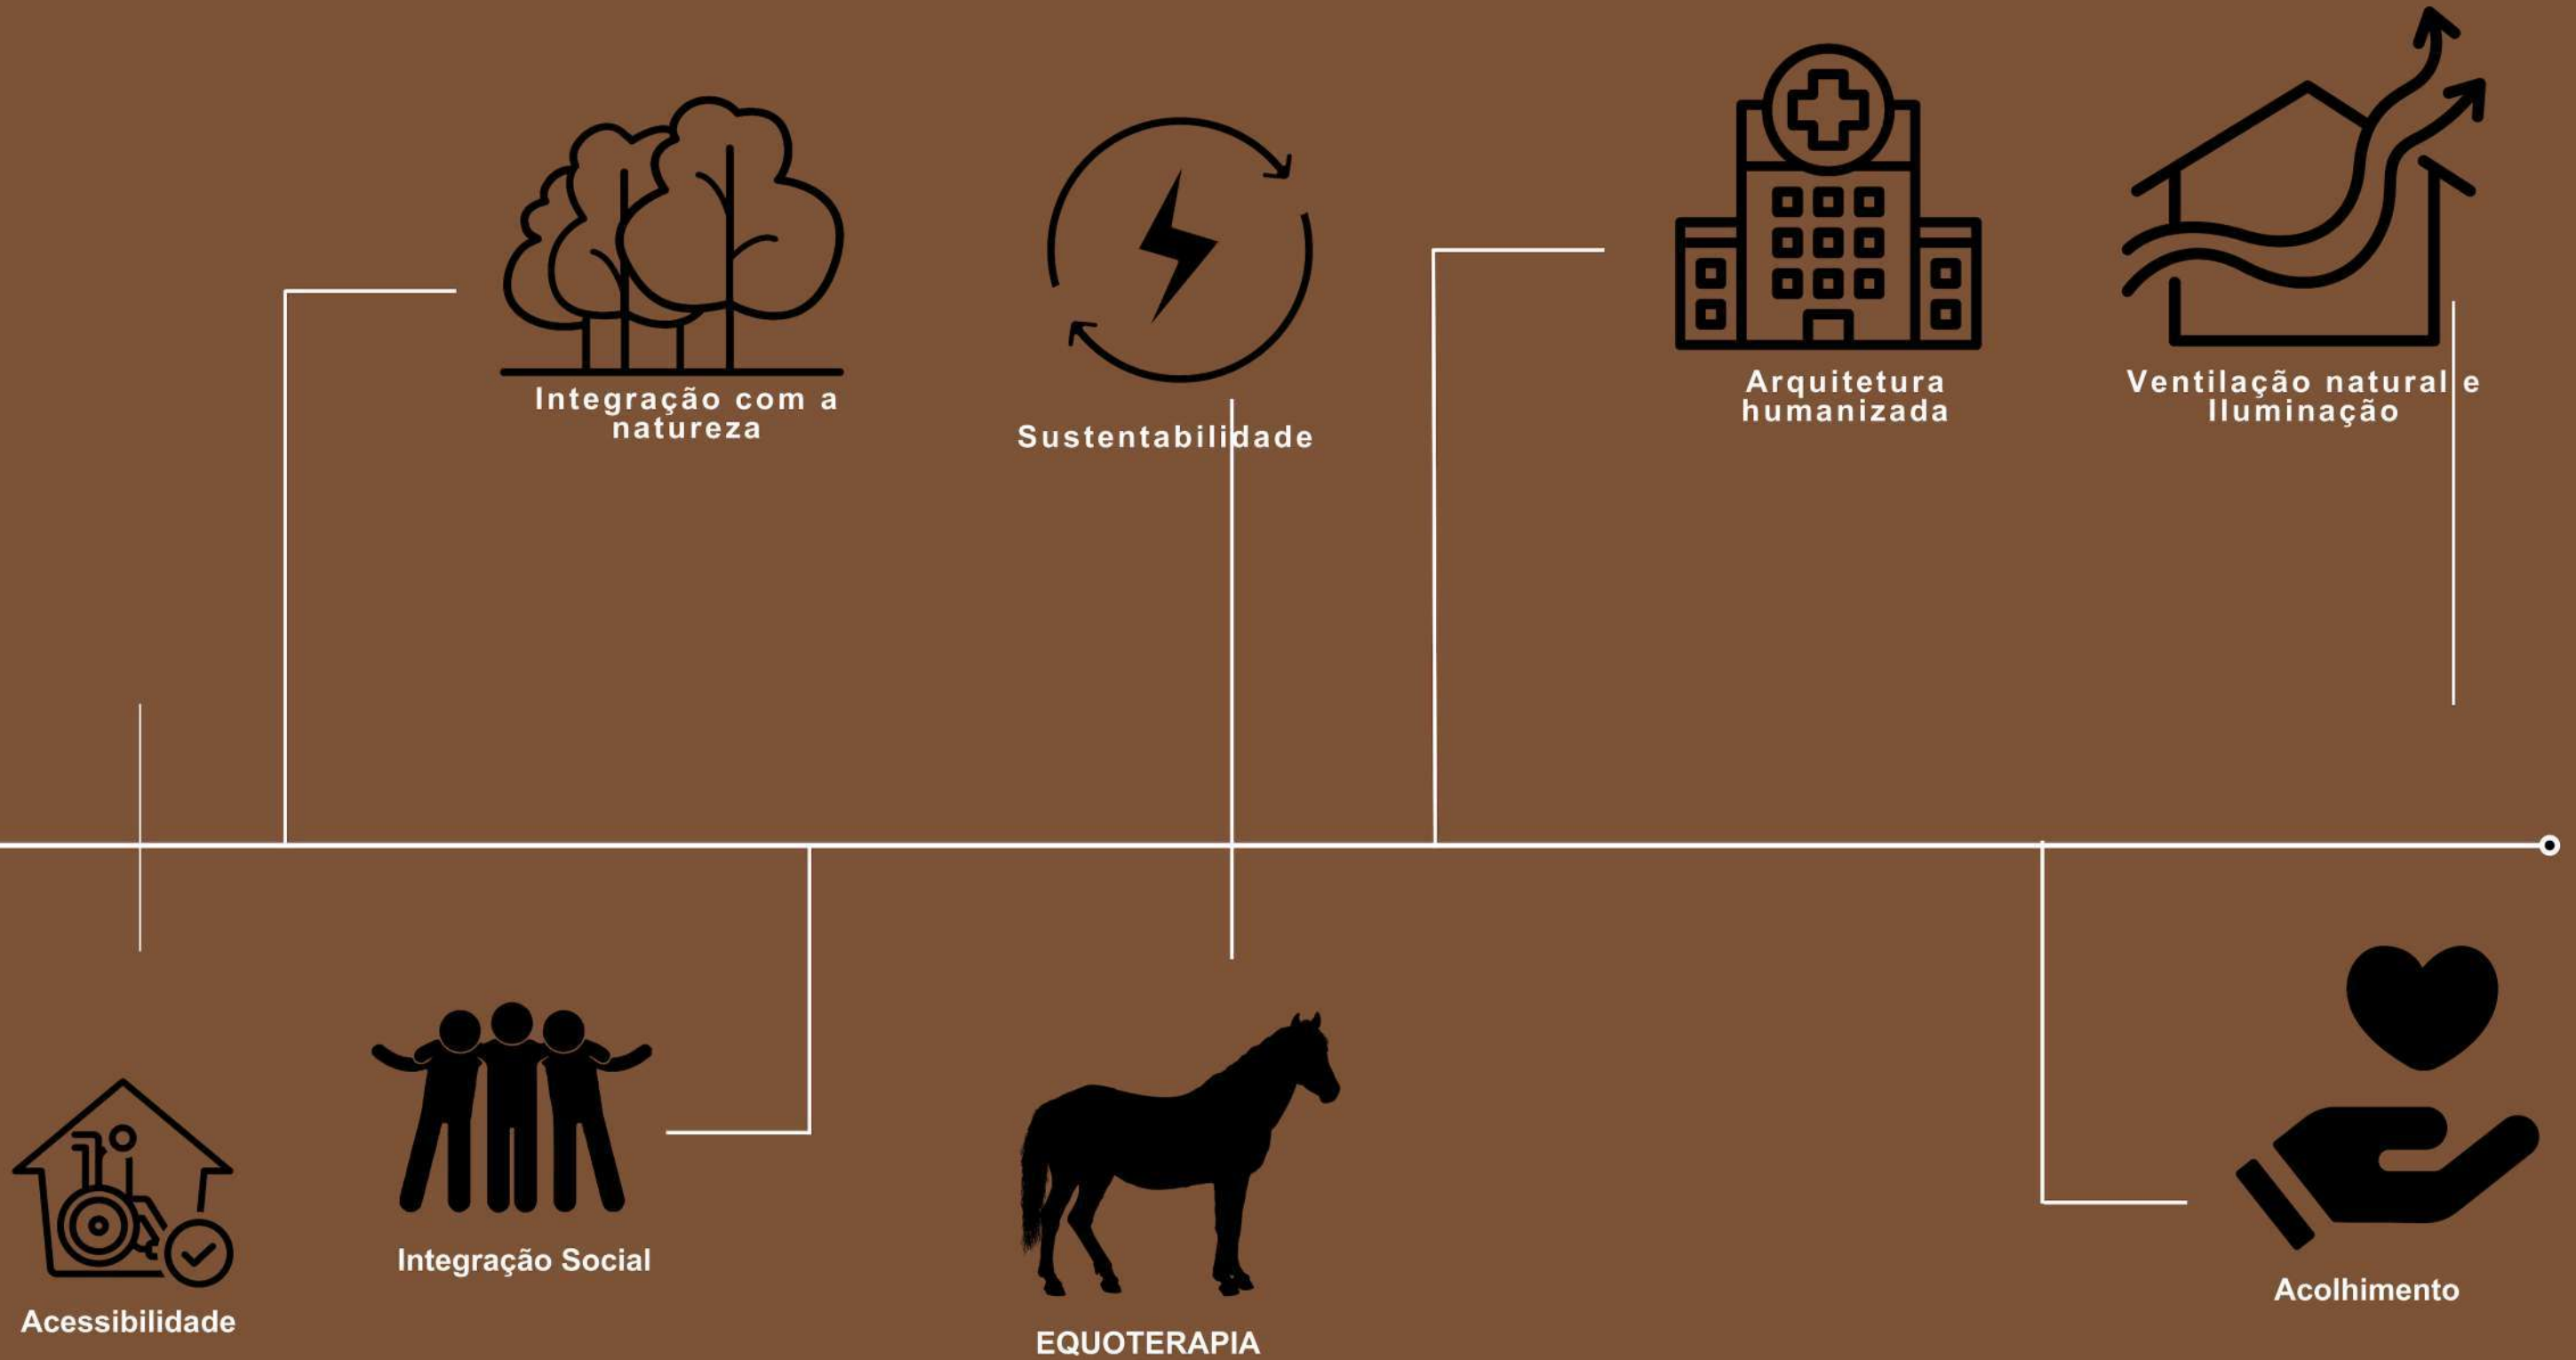 Integração com a
natureza
Sustentabilidade
Arquitetura
humanizada
Ventilação natural e
Iluminação
Acessibilidade
Integração Social
EQUOTERAPIA
Acolhimento